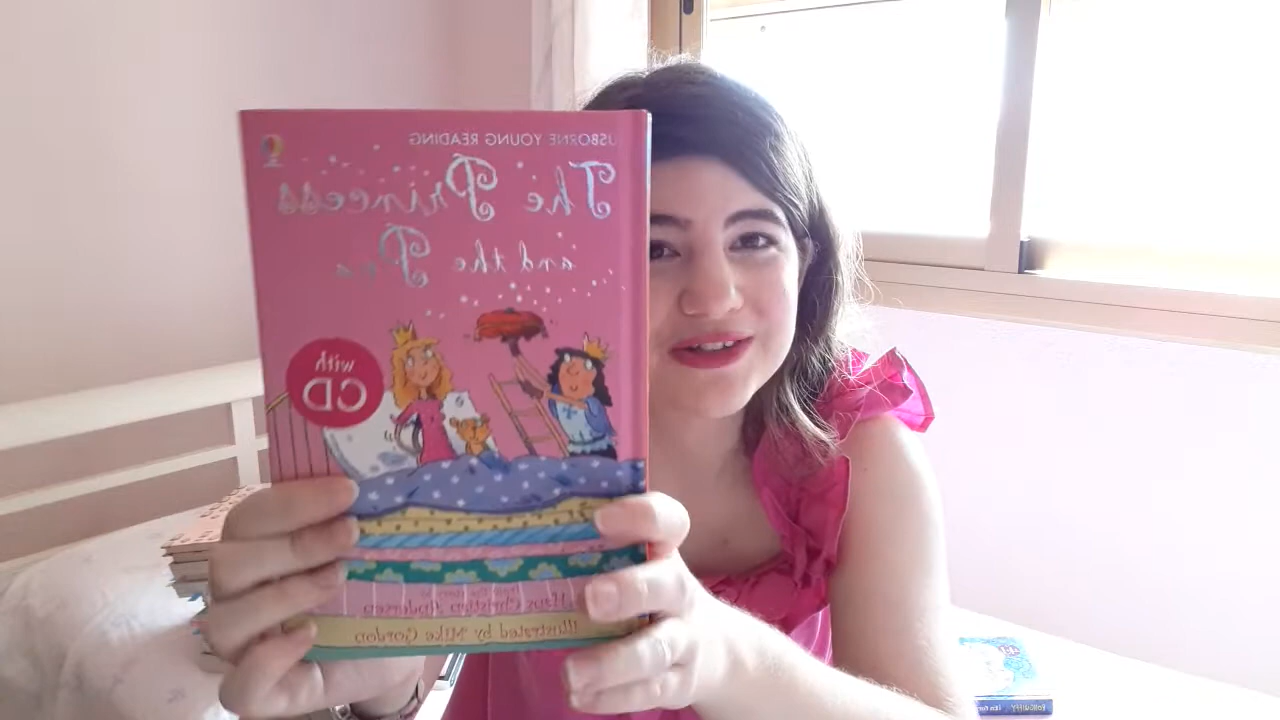 USBORNE YOUNG READING
The Princess
and the Pea
with
CD
Hans Christian Andersen
Illustrated by Mike Gordon